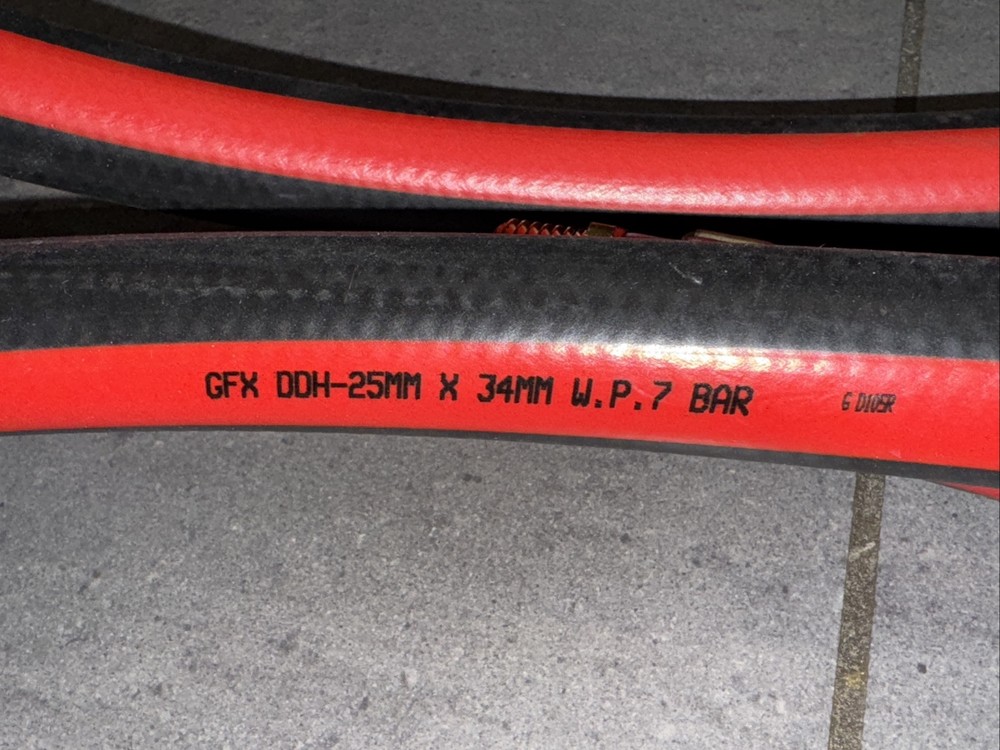 GFX DDH-25MM X 34MM W.P.7 BAR